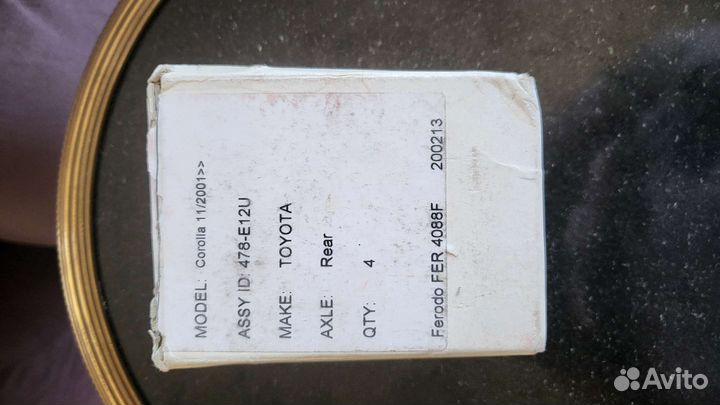 MODEL: Corolla 11/2001>>
ASSY ID: 478-E12U
MAKE: TOYOTA
AXLE: Rear
QTY: 4
Ferodo FER 4088F 200213
Avito